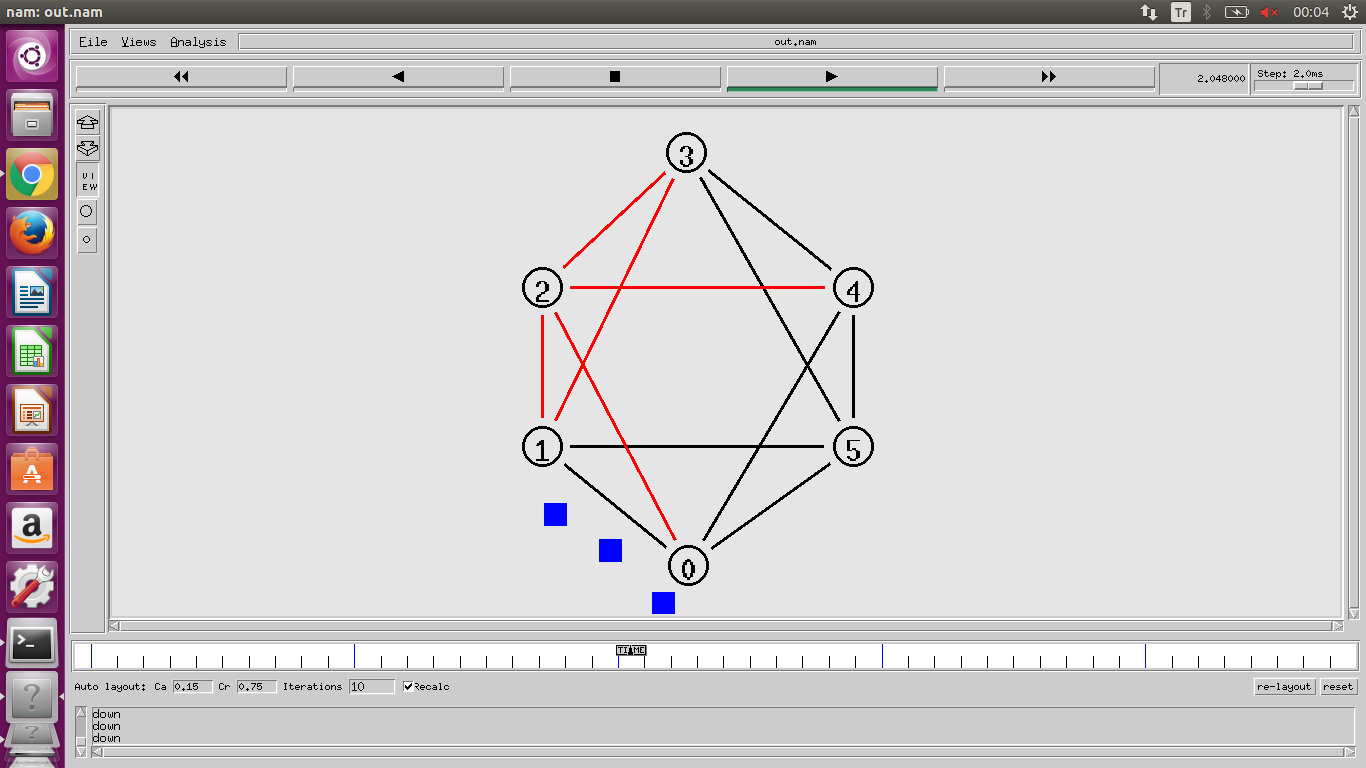 nam: out.nam
Tr
00:04
File Views Analysis
out.nam
2.048000
Step: 2.0ms
VIEW
3
2
4
1
5
0
TIME
Auto layout: Ca 0.15 Cr 0.75 Iterations 10 Recalc
re-layout reset
down
down
down